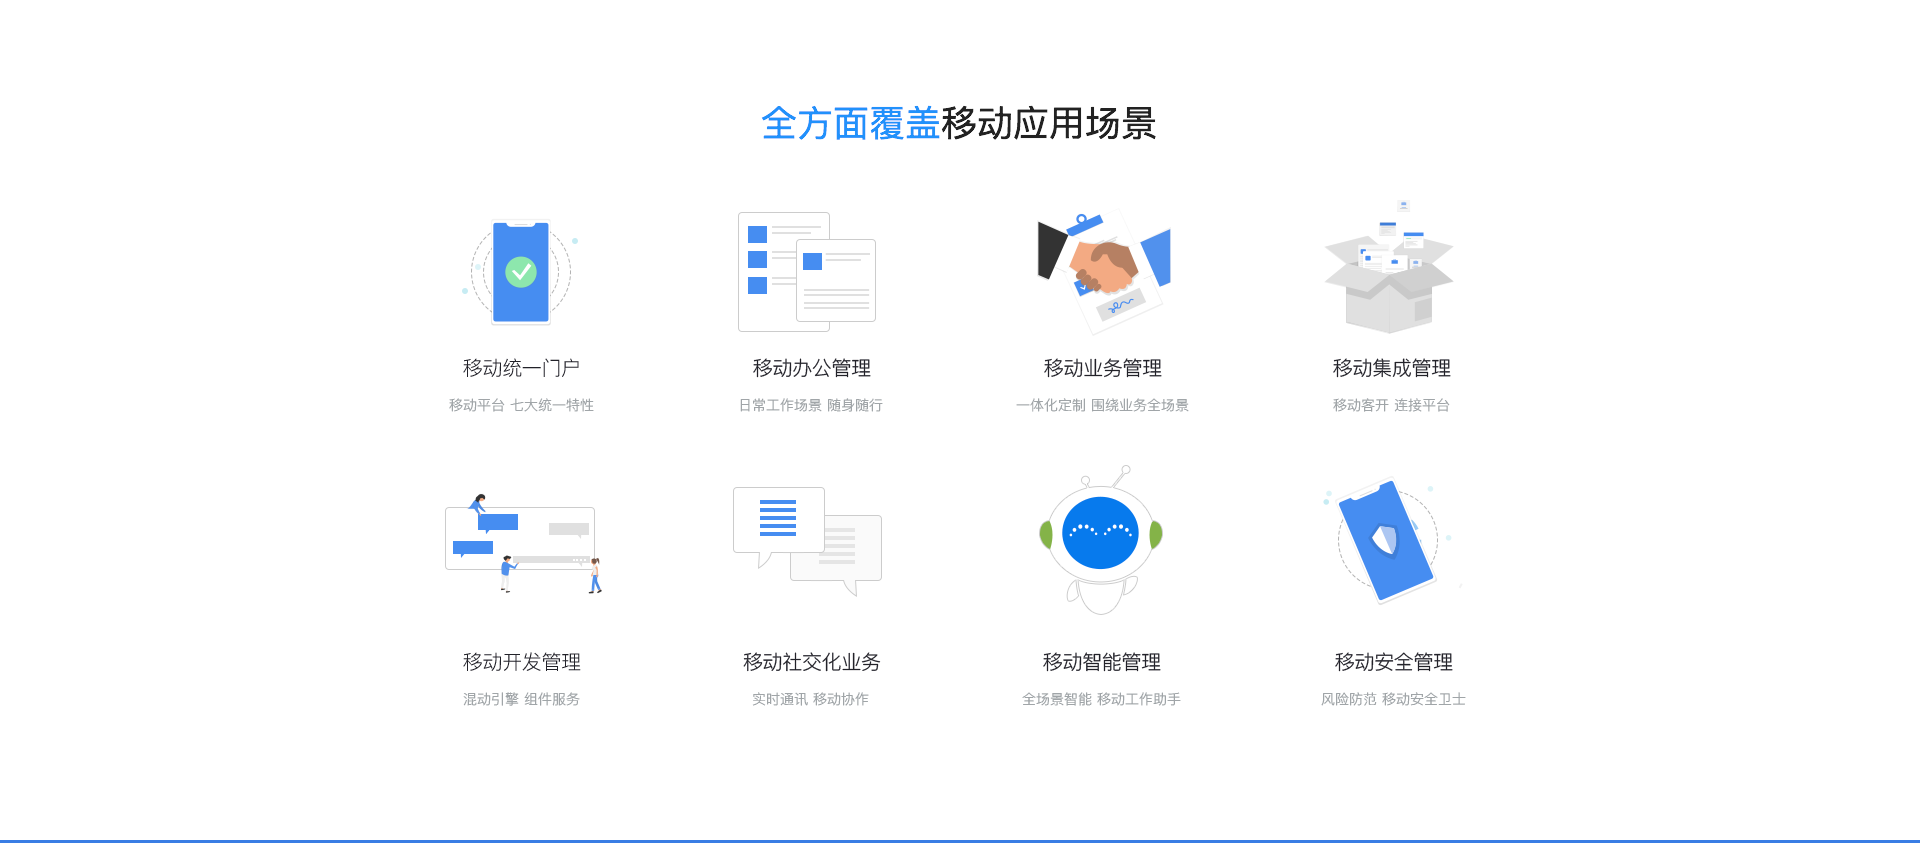 全方面覆盖移动应用场景
移动统一门户
移动平台 七大统一特性
移动办公管理
日常工作场景 随身随行
移动业务管理
一体化定制 围绕业务全场景
移动集成管理
移动客开 连接平台
移动开发管理
混动引擎 组件服务
移动社交化业务
实时通讯 移动协作
移动智能管理
全场景智能 移动工作助手
移动安全管理
风险防范 移动安全卫士